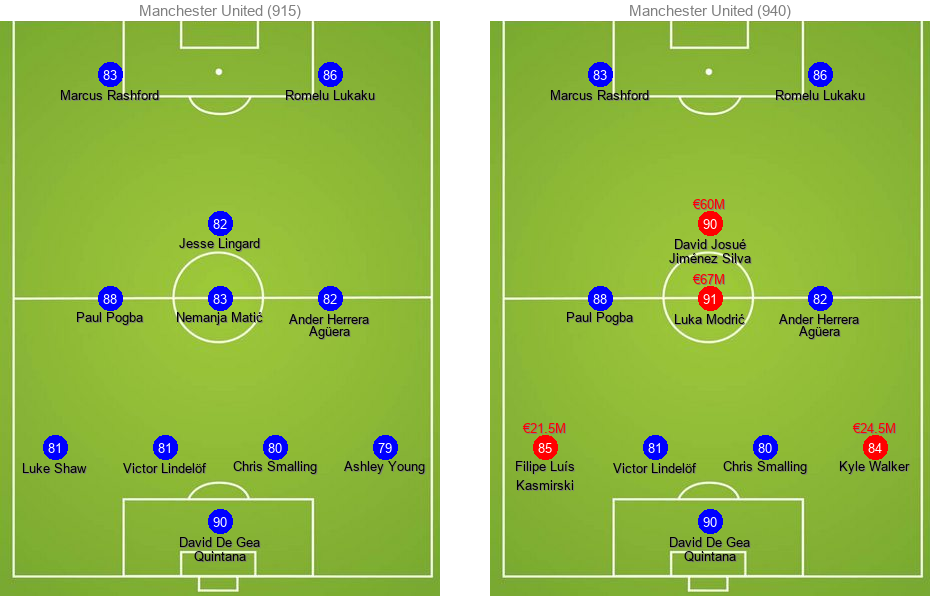 Manchester United (915)
83
Marcus Rashford
86
Romelu Lukaku
82
Jesse Lingard
88
Paul Pogba
83
Nemanja Matić
82
Ander Herrera
Agüera
81
Luke Shaw
81
Victor Lindelöf
80
Chris Smalling
79
Ashley Young
90
David De Gea
Quintana
Manchester United (940)
83
Marcus Rashford
86
Romelu Lukaku
€60M
90
David Josué
Jiménez Silva
88
Paul Pogba
€67M
91
Luka Modrić
82
Ander Herrera
Agüera
€21.5M
85
Filipe Luís
Kasmirski
81
Victor Lindelöf
80
Chris Smalling
€24.5M
84
Kyle Walker
90
David De Gea
Quintana